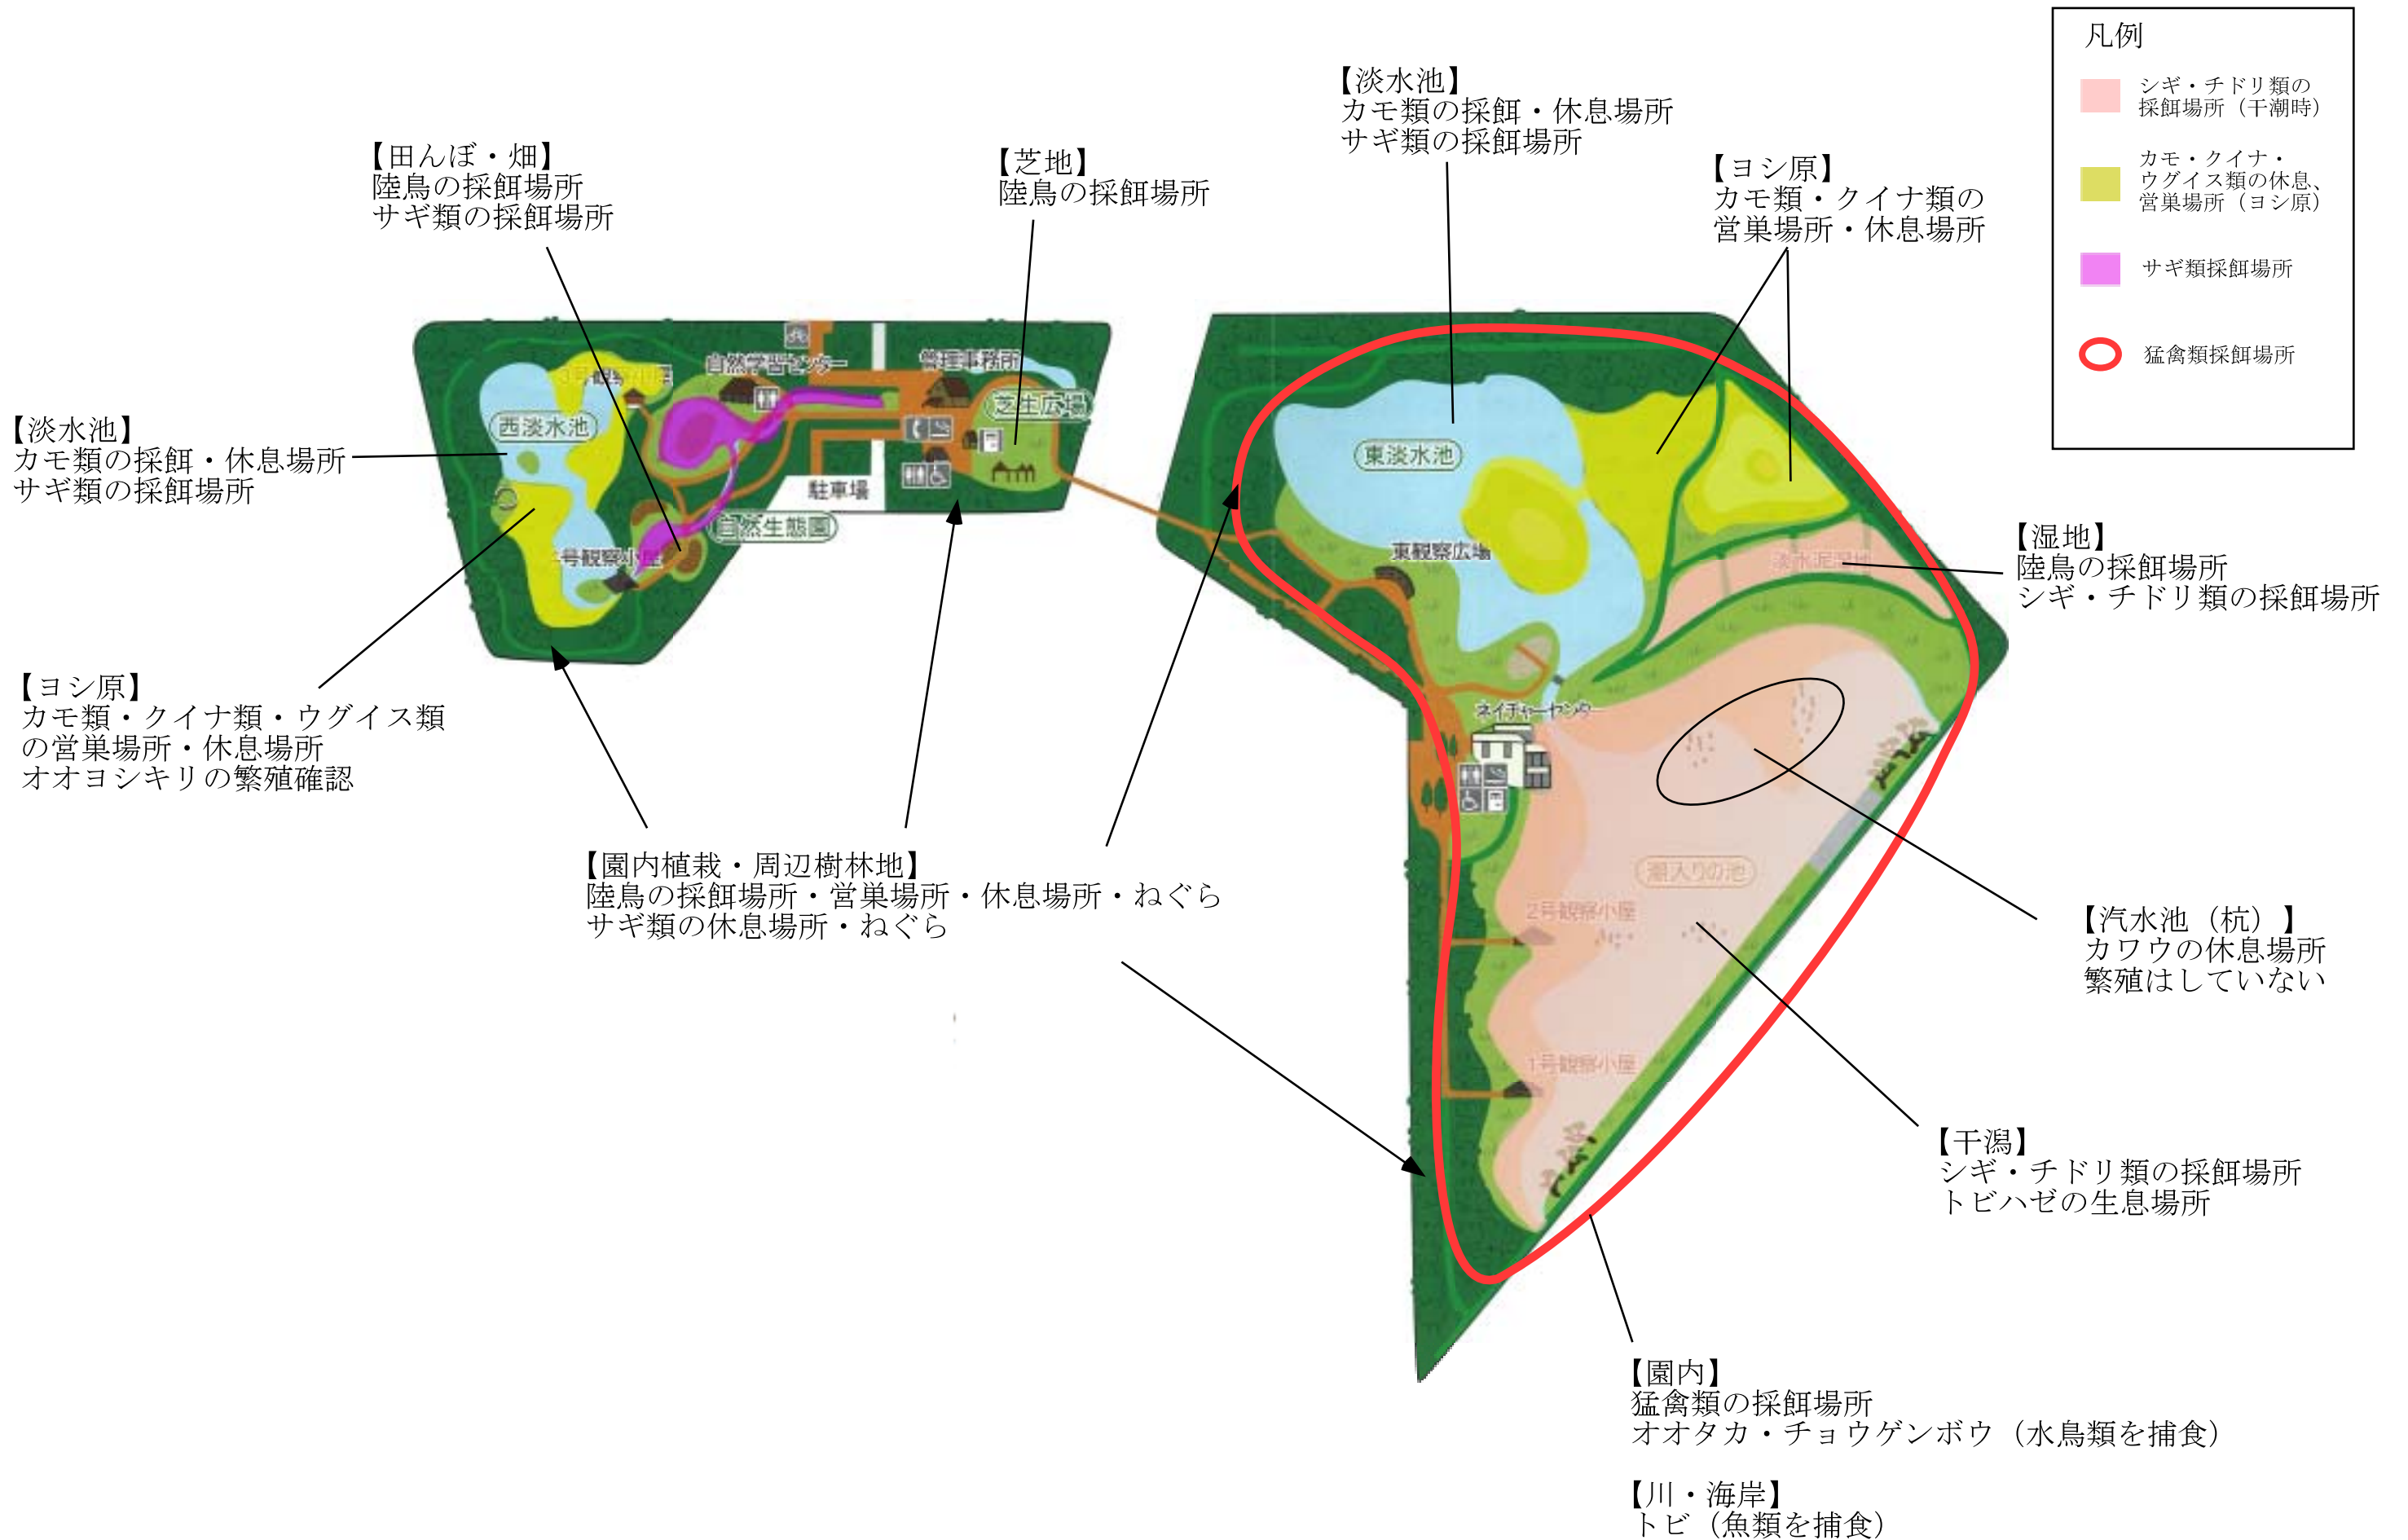 凡例
シギ・チドリ類の
採餌場所（干潮時）
カモ・クイナ・
ウグイス類の休息、
営巣場所（ヨシ原）
サギ類採餌場所
猛禽類採餌場所
【淡水池】
カモ類の採餌・休息場所
サギ類の採餌場所
【田んぼ・畑】
陸鳥の採餌場所
サギ類の採餌場所
【芝地】
陸鳥の採餌場所
【ヨシ原】
カモ類・クイナ類の
営巣場所・休息場所
3号観察小屋
自然学習センター
管理事務所
芝生広場
西淡水池
駐車場
自然生態園
号観察小屋
【淡水池】
カモ類の採餌・休息場所
サギ類の採餌場所
東淡水池
東観察広場
淡水泥湿地
【湿地】
陸鳥の採餌場所
シギ・チドリ類の採餌場所
【ヨシ原】
カモ類・クイナ類・ウグイス類
の営巣場所・休息場所
オオヨシキリの繁殖確認
ネイチャーセンター
【園内植栽・周辺樹林地】
陸鳥の採餌場所・営巣場所・休息場所・ねぐら
サギ類の休息場所・ねぐら
潮入りの池
2号観察小屋
1号観察小屋
【汽水池（杭）】
カワウの休息場所
繁殖はしていない
【干潟】
シギ・チドリ類の採餌場所
トビハゼの生息場所
【園内】
猛禽類の採餌場所
オオタカ・チョウゲンボウ（水鳥類を捕食）
【川・海岸】
トビ（魚類を捕食）